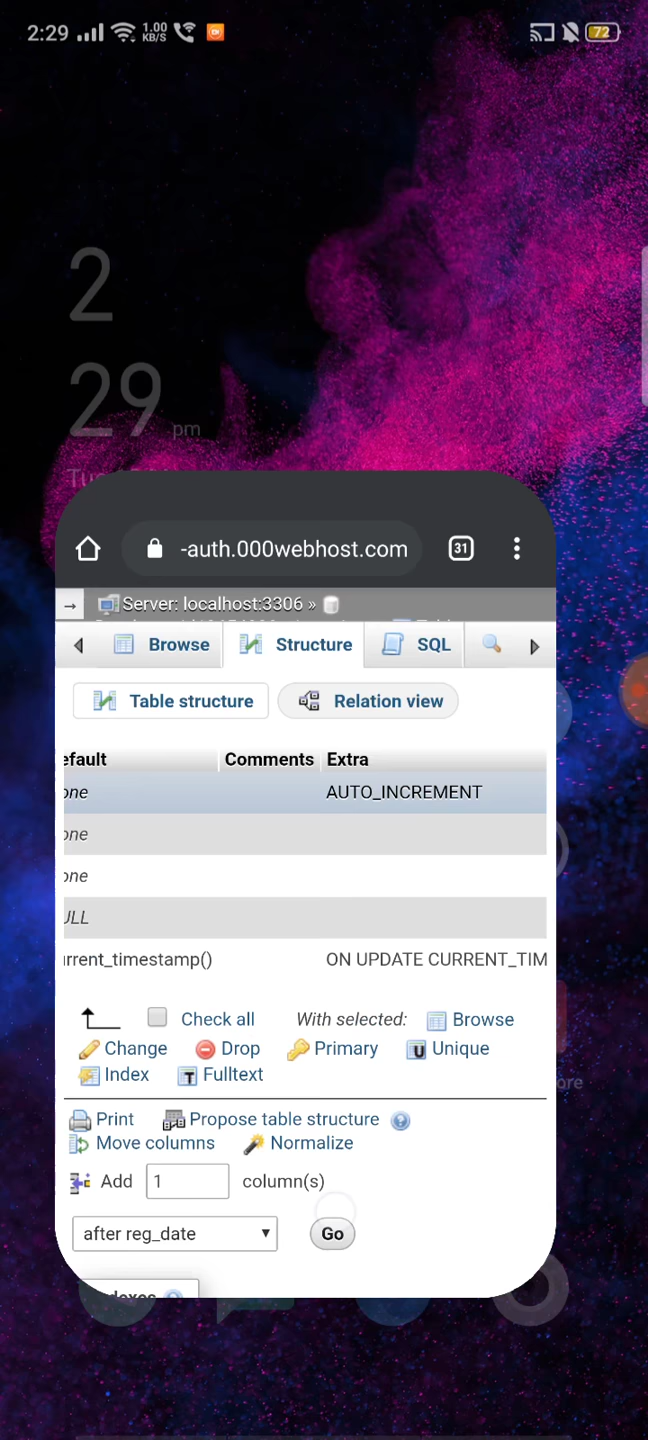 2:29 1.00 KB/S 72
2
29
pm
-auth.000webhost.com 31
Server: localhost:3306 »
Browse Structure SQL
Table structure Relation view
efault Comments Extra
one AUTO_INCREMENT
one
one
ULL
urrent_timestamp() ON UPDATE CURRENT_TIM
Check all With selected: Browse
Change Drop Primary Unique
Index Fulltext
Print Propose table structure
Move columns Normalize
Add 1 column(s)
after reg_date Go